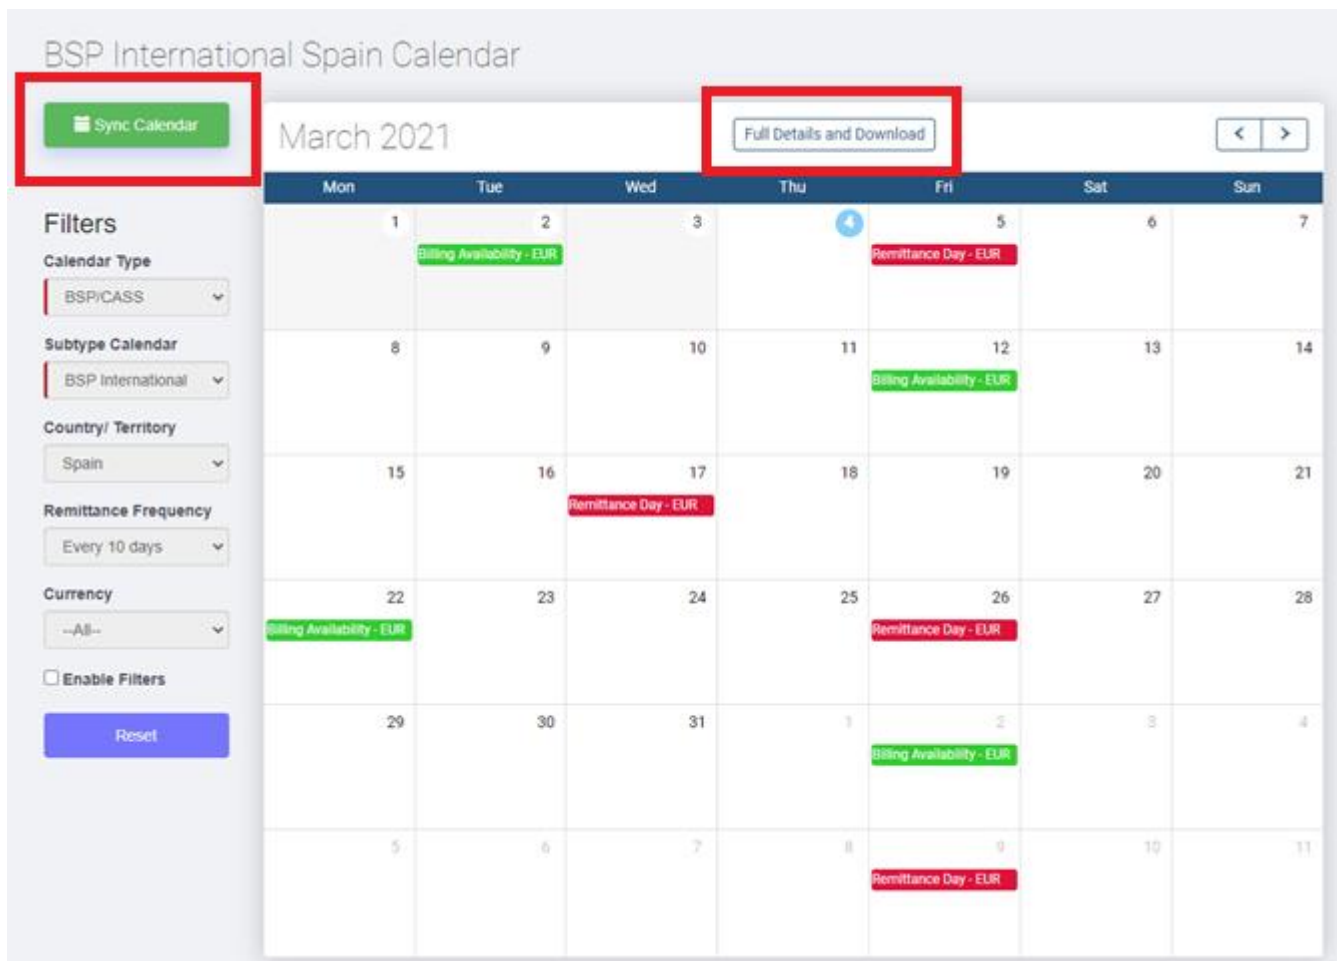 BSP International Spain Calendar
Sync Calendar
March 2021
Full Details and Download
< >
Mon Tue Wed Thu Fri Sat Sun
Filters
Calendar Type
BSP/CASS
Subtype Calendar
BSP International
Country/ Territory
Spain
Remittance Frequency
Every 10 days
Currency
--All--
Enable Filters
Reset
1 2 3 4 5 6 7
Billing Availability - EUR Remittance Day - EUR
8 9 10 11 12 13 14
Billing Availability - EUR
15 16 17 18 19 20 21
Remittance Day - EUR
22 23 24 25 26 27 28
Billing Availability - EUR Remittance Day - EUR
29 30 31 1 2 3 4
Billing Availability - EUR
5 6 7 8 9 10 11
Remittance Day - EUR